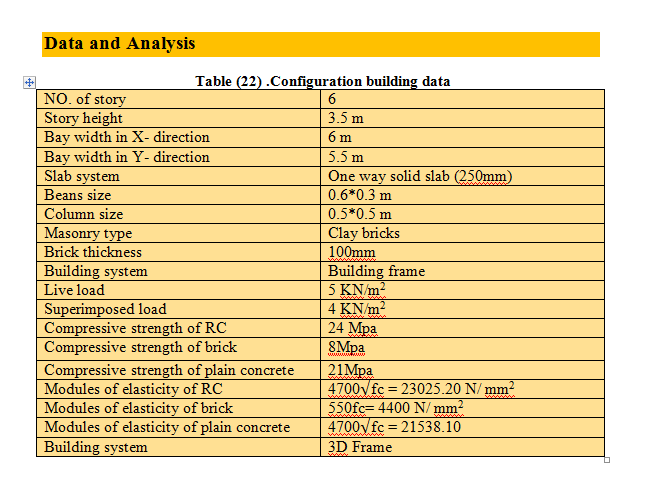 Data and Analysis
Table (22) .Configuration building data
NO. of story 6
Story height 3.5 m
Bay width in X- direction 6 m
Bay width in Y- direction 5.5 m
Slab system One way solid slab (250mm)
Beans size 0.6*0.3 m
Column size 0.5*0.5 m
Masonry type Clay bricks
Brick thickness 100mm
Building system Building frame
Live load 5 KN/m²
Superimposed load 4 KN/m²
Compressive strength of RC 24 Mpa
Compressive strength of brick 8Mpa
Compressive strength of plain concrete 21Mpa
Modules of elasticity of RC 4700√fc = 23025.20 N/ mm²
Modules of elasticity of brick 550fc= 4400 N/ mm²
Modules of elasticity of plain concrete 4700√fc = 21538.10
Building system 3D Frame